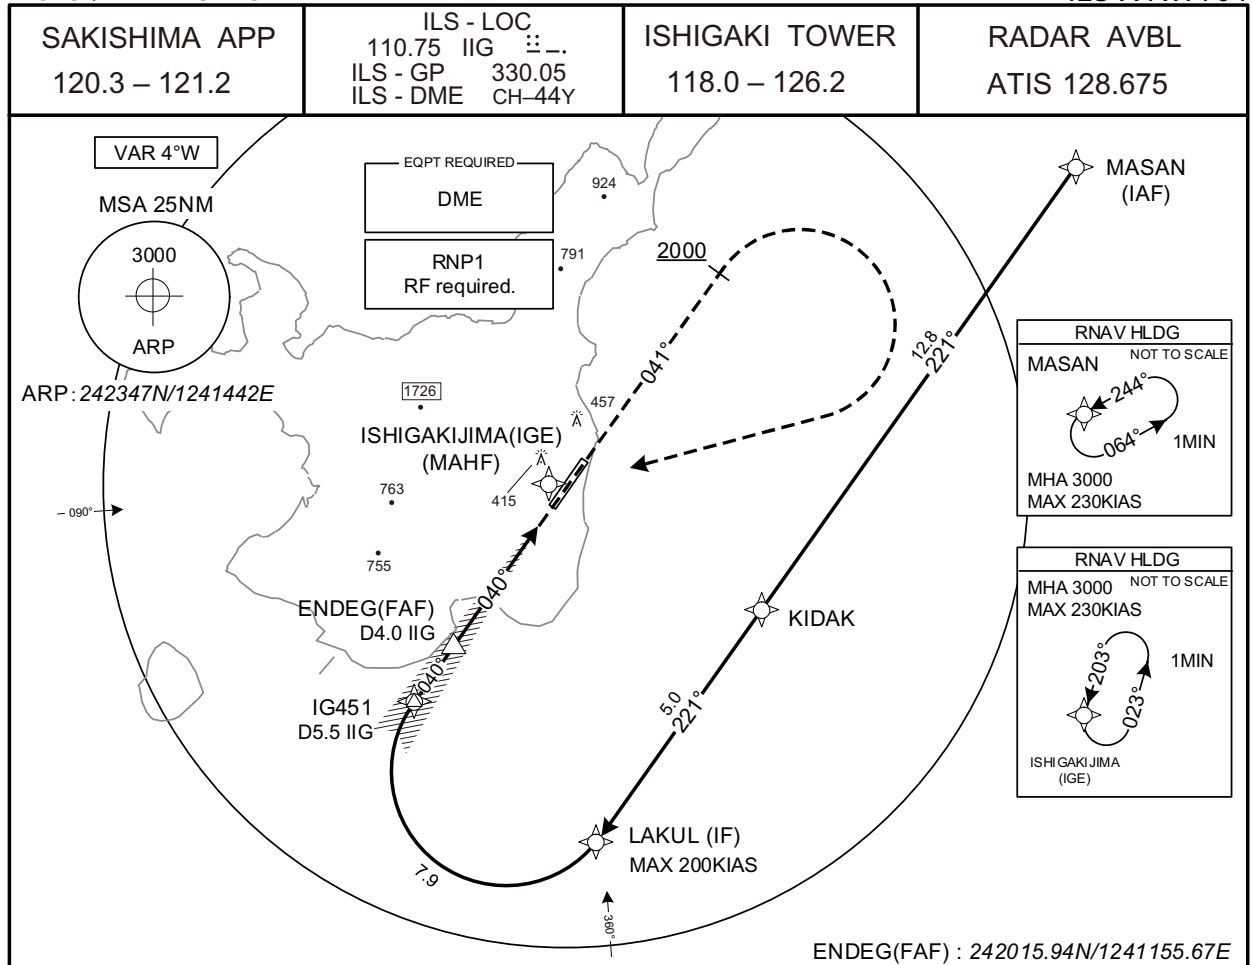 SAKISHIMA APP
120.3 – 121.2
ILS - LOC
110.75 IIG
ILS - GP 330.05
ILS - DME CH–44Y
ISHIGAKI TOWER
118.0 – 126.2
RADAR AVBL
ATIS 128.675
VAR 4°W
MSA 25NM
3000
ARP
ARP : 242347N/1241442E
EQPT REQUIRED
DME
RNP1
RF required.
924
791
2000
MASAN
(IAF)
12.8
221°
041°
1726
457
ISHIGAKIJIMA(IGE)
(MAHF)
415
763
755
090°
RNAV HLDG
NOT TO SCALE
MASAN
244°
064°
1MIN
MHA 3000
MAX 230KIAS
RNAV HLDG
NOT TO SCALE
MHA 3000
MAX 230KIAS
203°
023°
1MIN
ISHIGAKIJIMA
(IGE)
040°
ENDEG(FAF)
D4.0 IIG
040°
IG451
D5.5 IIG
KIDAK
5.0
221°
LAKUL (IF)
MAX 200KIAS
7.9
360°
ENDEG(FAF) : 242015.94N/1241155.67E